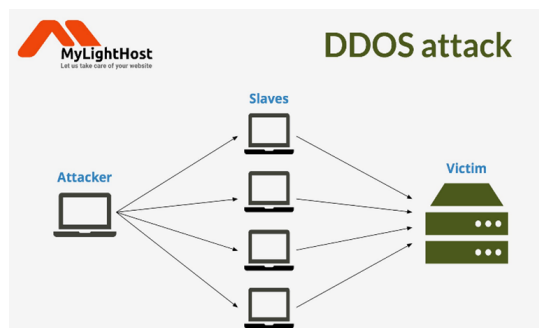 MyLightHost
Let us take care of your website
DDOS attack
Slaves
Attacker
Victim